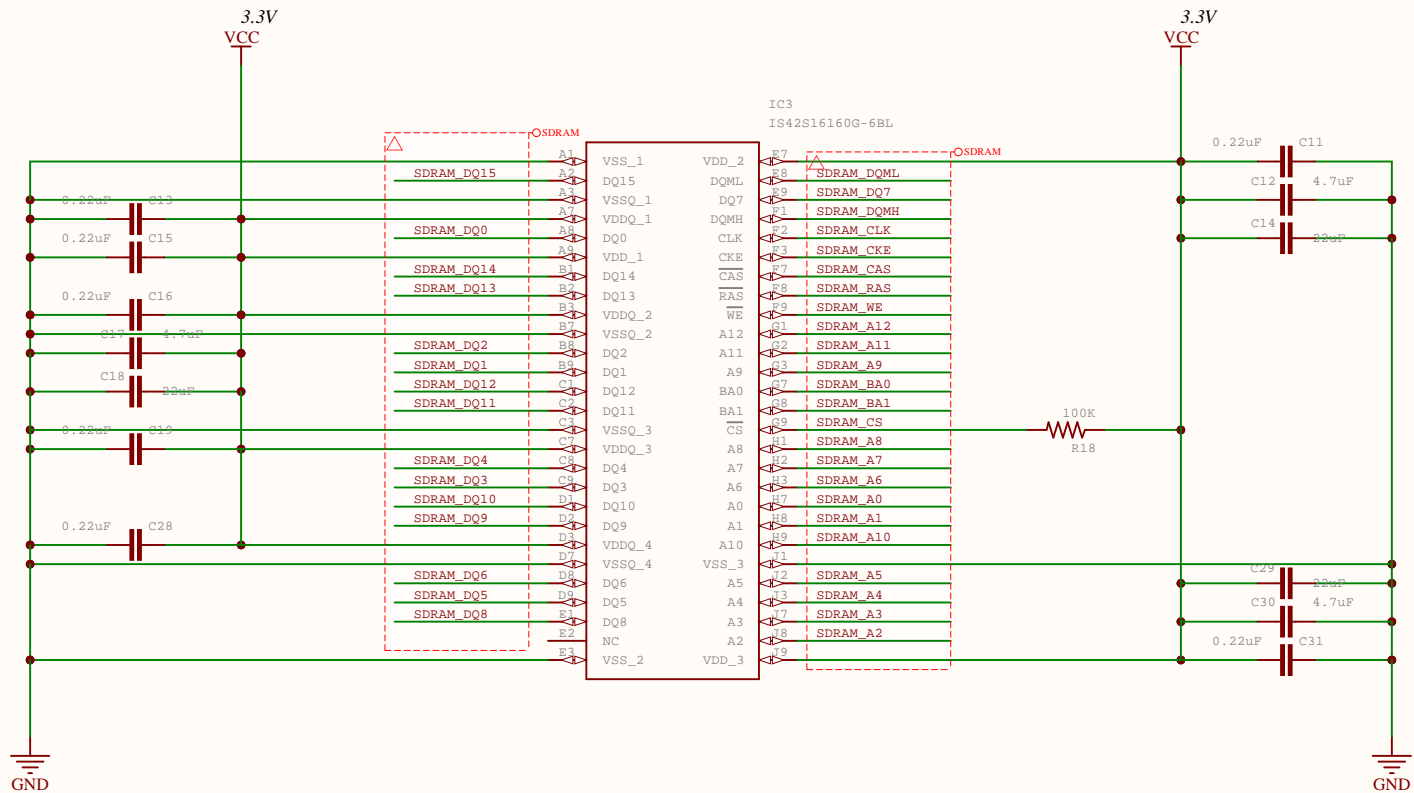 3.3V
VCC
3.3V
VCC
IC3
IS42S16160G-6BL
SDRAM
SDRAM
A1 VSS_1
SDRAM_DQ15 A2 DQ15
A3 VSSQ_1
0.22uF C13 A7 VDDQ_1
SDRAM_DQ0 A8 DQ0
0.22uF C15 A9 VDD_1
SDRAM_DQ14 B1 DQ14
SDRAM_DQ13 B2 DQ13
0.22uF C16 B3 VDDQ_2
B7 VSSQ_2
C17 4.7uF
SDRAM_DQ2 B8 DQ2
SDRAM_DQ1 B9 DQ1
C18 22uF
SDRAM_DQ12 C1 DQ12
SDRAM_DQ11 C2 DQ11
C3 VSSQ_3
0.22uF C19 C7 VDDQ_3
SDRAM_DQ4 C8 DQ4
SDRAM_DQ3 C9 DQ3
SDRAM_DQ10 D1 DQ10
SDRAM_DQ9 D2 DQ9
0.22uF C28 D3 VDDQ_4
D7 VSSQ_4
SDRAM_DQ6 D8 DQ6
SDRAM_DQ5 D9 DQ5
SDRAM_DQ8 E1 DQ8
E2 NC
E3 VSS_2
VDD_2 E7
DQML E8 SDRAM_DQML
DQ7 E9 SDRAM_DQ7
DQMH F1 SDRAM_DQMH
CLK F2 SDRAM_CLK
CKE F3 SDRAM_CKE
CAS F7 SDRAM_CAS
RAS F8 SDRAM_RAS
WE F9 SDRAM_WE
A12 G1 SDRAM_A12
A11 G2 SDRAM_A11
A9 G3 SDRAM_A9
BA0 G7 SDRAM_BA0
BA1 G8 SDRAM_BA1
CS G9 SDRAM_CS
A8 H1 SDRAM_A8
A7 H2 SDRAM_A7
A6 H3 SDRAM_A6
A0 H7 SDRAM_A0
A1 H8 SDRAM_A1
A10 H9 SDRAM_A10
VSS_3 J1
A5 J2 SDRAM_A5
A4 J3 SDRAM_A4
A3 J7 SDRAM_A3
A2 J8 SDRAM_A2
VDD_3 J9
0.22uF C11
C12 4.7uF
C14 22uF
100K
R18
C29 22uF
C30 4.7uF
0.22uF C31
GND
GND